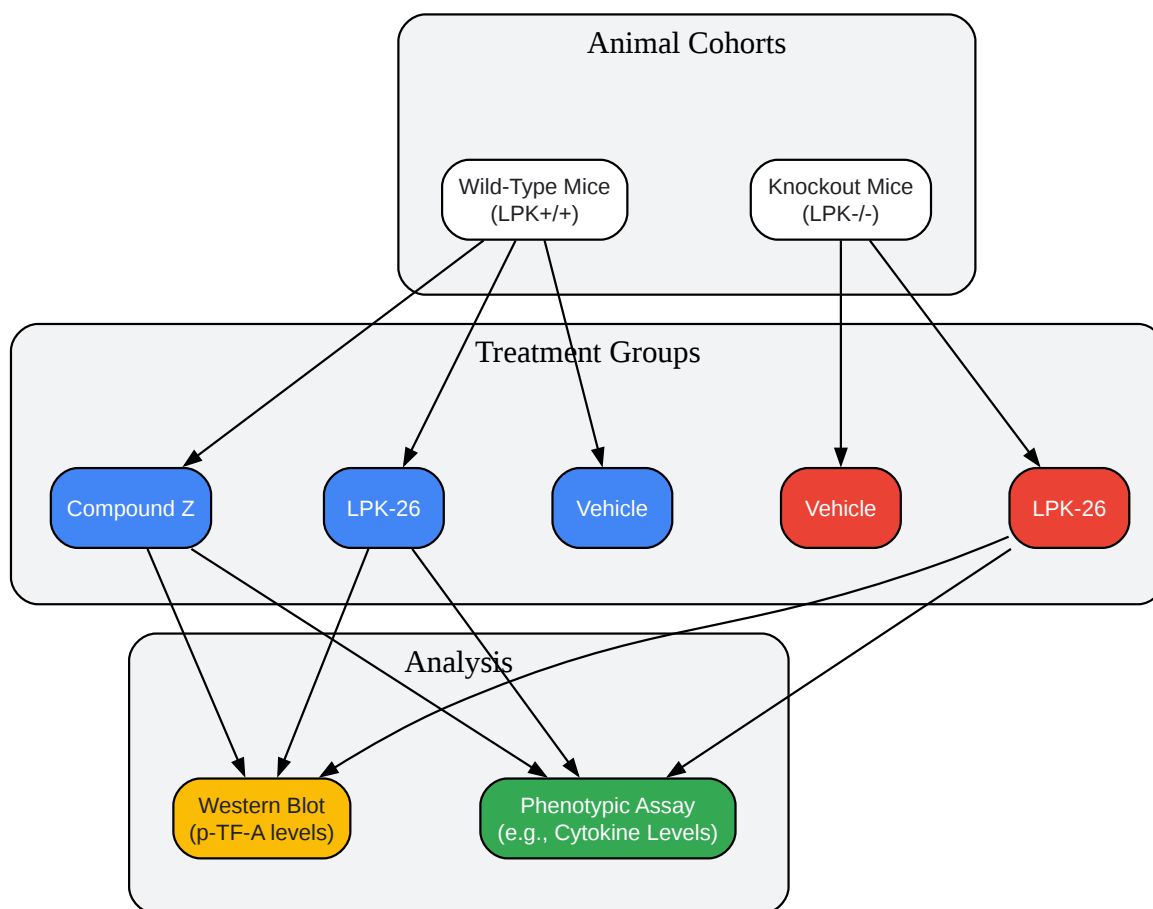 Animal Cohorts
Wild-Type Mice
(LPK+/+)
Knockout Mice
(LPK-/-)
Treatment Groups
Compound Z
LPK-26
Vehicle
Vehicle
LPK-26
Analysis
Western Blot
(p-TF-A levels)
Phenotypic Assay
(e.g., Cytokine Levels)